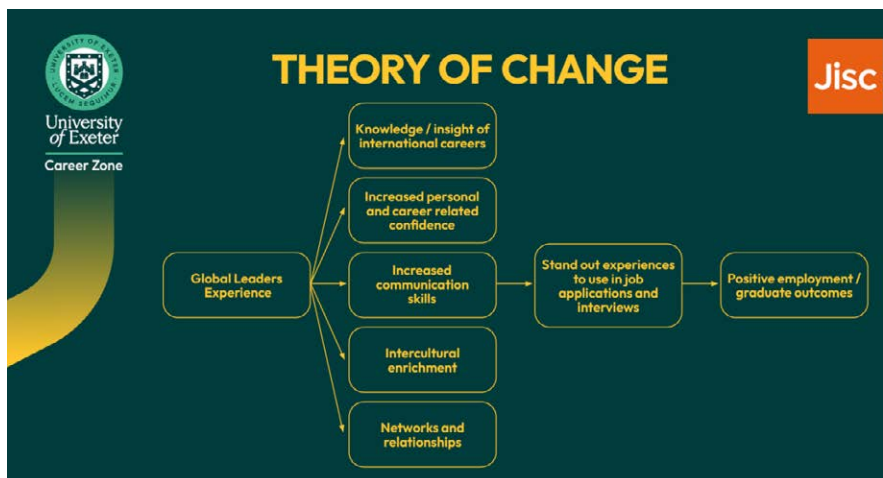 UNIVERSITY OF EXETER
LUCEM SEQUIMUR
University
of Exeter
Career Zone
THEORY OF CHANGE
Jisc
Knowledge / insight of
international careers
Increased personal
and career related
confidence
Global Leaders
Experience
Increased
communication
skills
Stand out experiences
to use in job
applications and
interviews
Positive employment /
graduate outcomes
Intercultural
enrichment
Networks and
relationships